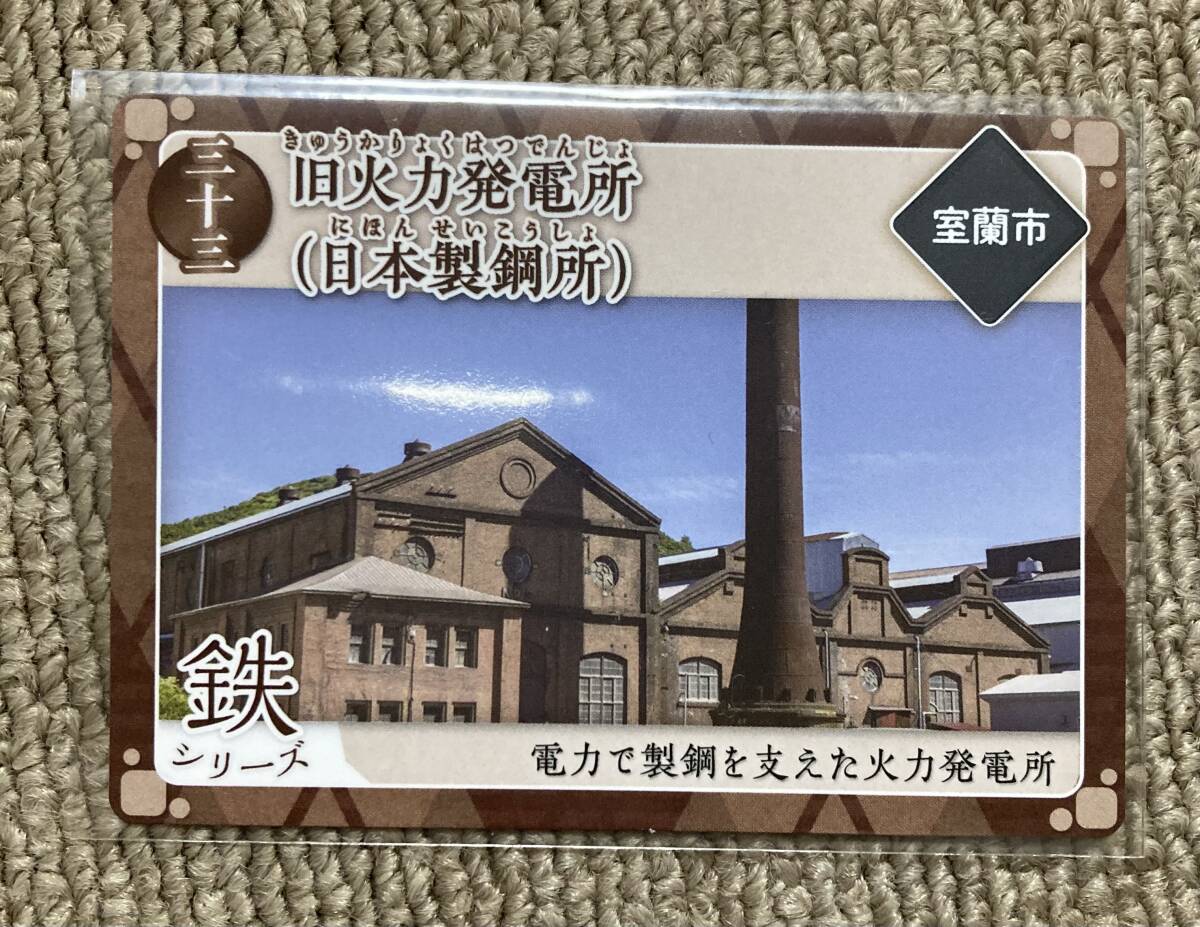 三十三
きゅうかりょくはつでんじょ
旧火力発電所
にほんせいこうしょ
(日本製鋼所)
室蘭市
鉄
シリーズ
電力で製鋼を支えた火力発電所